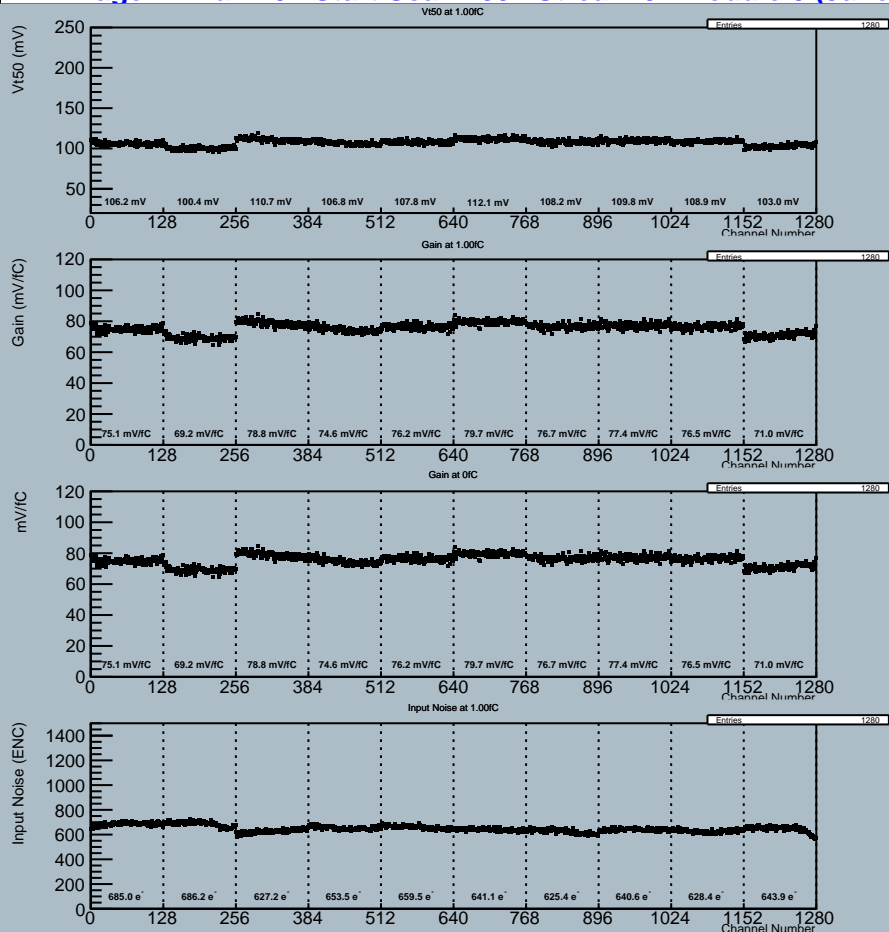 Vt50 at 1.00fC
Entries 1280
Vt50 (mV)
250
200
150
100
50
106.2 mV 100.4 mV 110.7 mV 106.8 mV 107.8 mV 112.1 mV 108.2 mV 109.8 mV 108.9 mV 103.0 mV
0 128 256 384 512 640 768 896 1024 1152 1280
Channel Number
Gain at 1.00fC
Entries 1280
Gain (mV/fC)
120
100
80
60
40
20
0
75.1 mV/fC 69.2 mV/fC 78.8 mV/fC 74.6 mV/fC 76.2 mV/fC 79.7 mV/fC 76.7 mV/fC 77.4 mV/fC 76.5 mV/fC 71.0 mV/fC
0 128 256 384 512 640 768 896 1024 1152 1280
Channel Number
Gain at 0fC
Entries 1280
mV/fC
120
100
80
60
40
20
0
75.1 mV/fC 69.2 mV/fC 78.8 mV/fC 74.6 mV/fC 76.2 mV/fC 79.7 mV/fC 76.7 mV/fC 77.4 mV/fC 76.5 mV/fC 71.0 mV/fC
0 128 256 384 512 640 768 896 1024 1152 1280
Channel Number
Input Noise at 1.00fC
Entries 1280
Input Noise (ENC)
1400
1200
1000
800
600
400
200
0
685.0 e⁻ 686.2 e⁻ 627.2 e⁻ 653.5 e⁻ 659.5 e⁻ 641.1 e⁻ 625.4 e⁻ 640.6 e⁻ 628.4 e⁻ 643.9 e⁻
0 128 256 384 512 640 768 896 1024 1152 1280
Channel Number